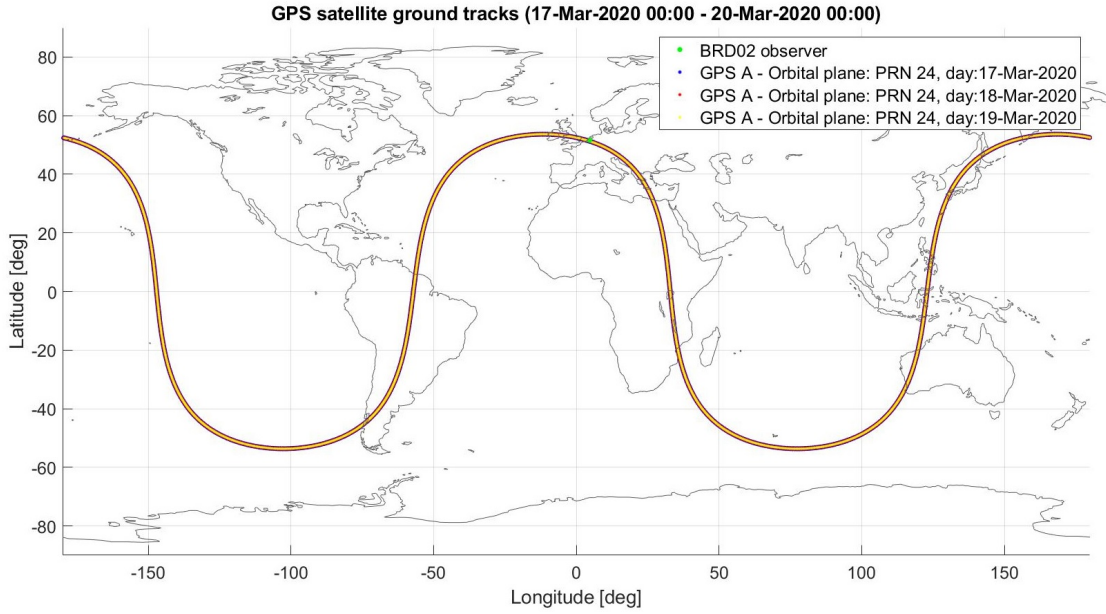 GPS satellite ground tracks (17-Mar-2020 00:00 - 20-Mar-2020 00:00)
BRD02 observer
GPS A - Orbital plane: PRN 24, day:17-Mar-2020
GPS A - Orbital plane: PRN 24, day:18-Mar-2020
GPS A - Orbital plane: PRN 24, day:19-Mar-2020
Latitude [deg]
80
60
40
20
0
-20
-40
-60
-80
-150
-100
-50
0
50
100
150
Longitude [deg]